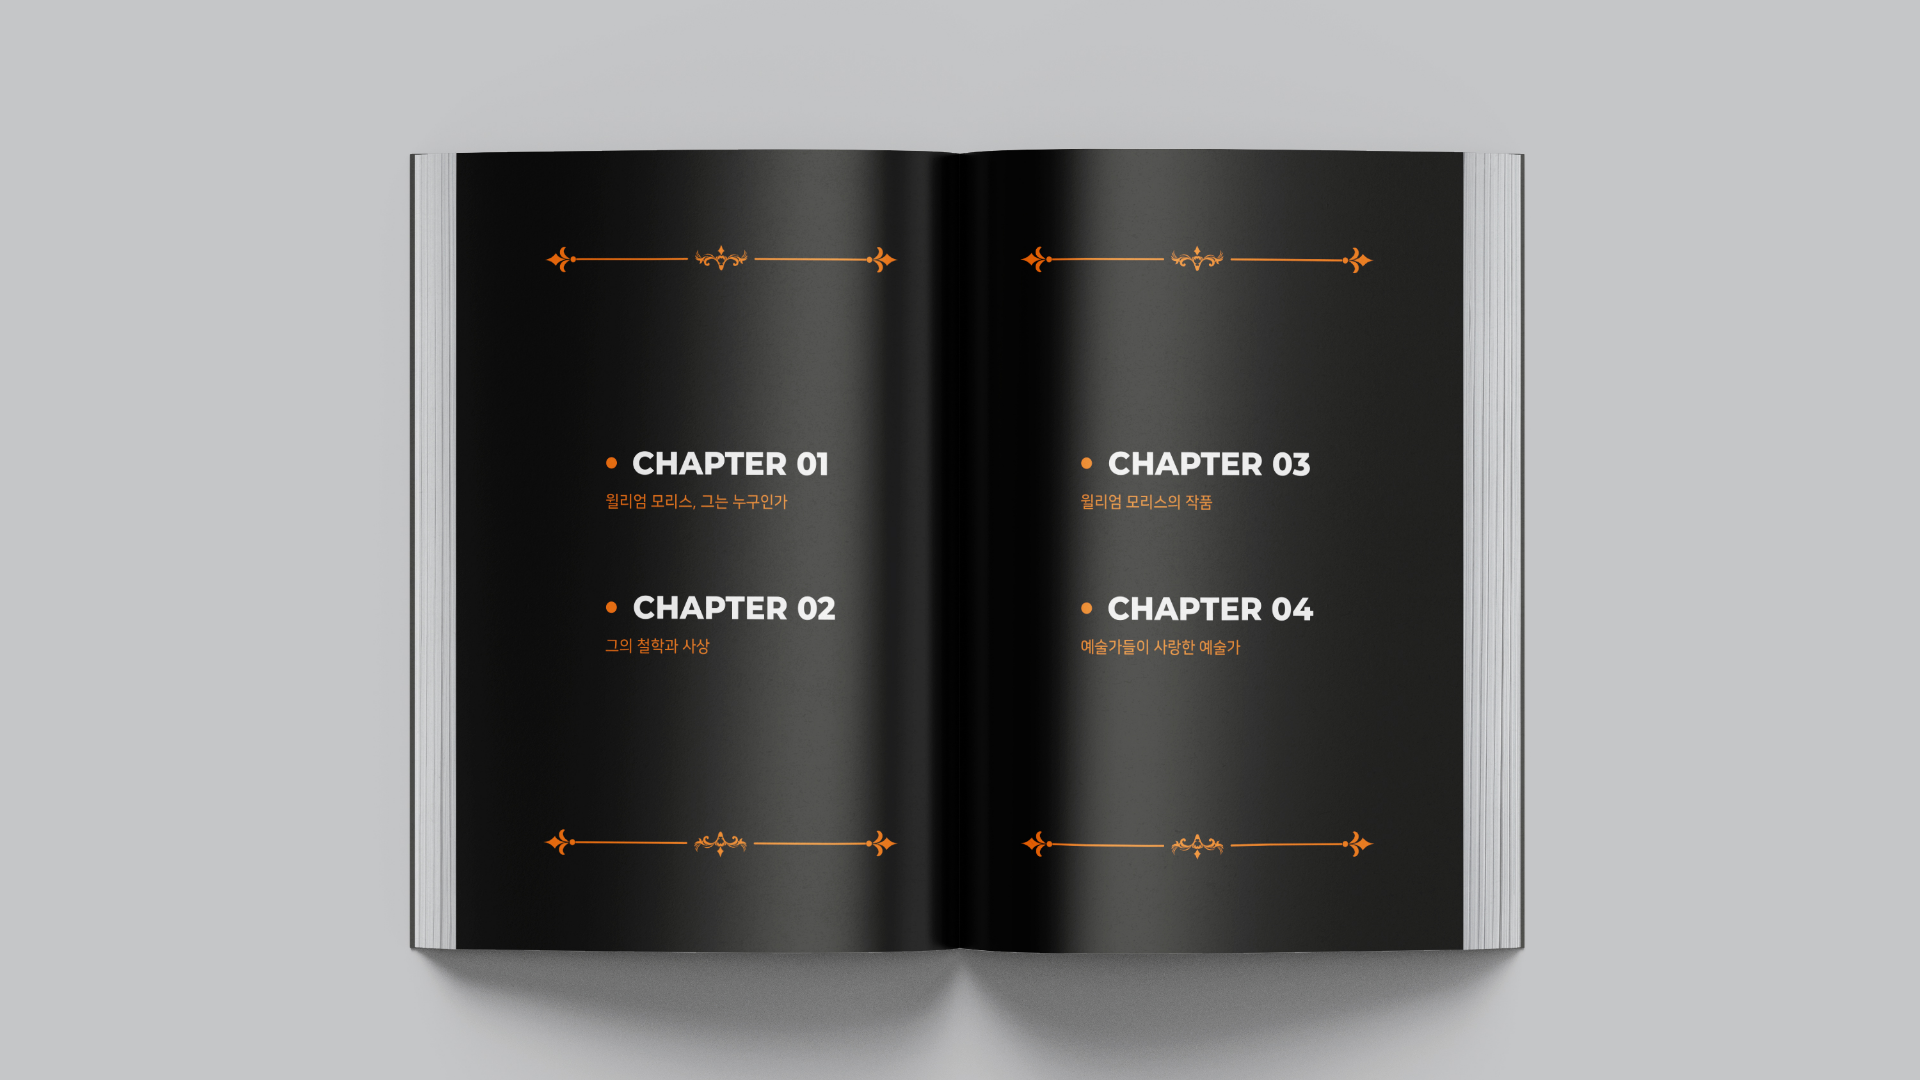 • CHAPTER 01
윌리엄 모리스, 그는 누구인가
• CHAPTER 02
그의 철학과 사상
• CHAPTER 03
윌리엄 모리스의 작품
• CHAPTER 04
예술가들이 사랑한 예술가